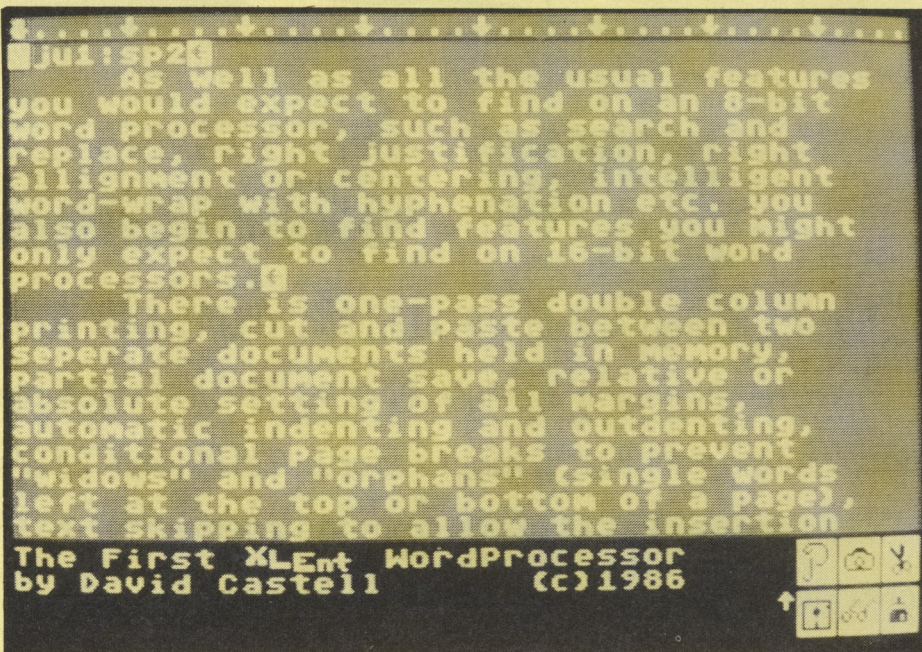 ju1:sp2
As well as all the usual features
you would expect to find on an 8-bit
word processor, such as search and
replace, right justification, right
allignment or centering, intelligent
word-wrap with hyphenation etc. you
also begin to find features you might
only expect to find on 16-bit word
processors.
There is one-pass double column
printing, cut and paste between two
seperate documents held in memory,
partial document save, relative or
absolute setting of all margins,
automatic indenting and outdenting,
conditional page breaks to prevent
"widows" and "orphans" (single words
left at the top or bottom of a page),
text skipping to allow the insertion
The First XLEnt WordProcessor
by David Castell (c)1986